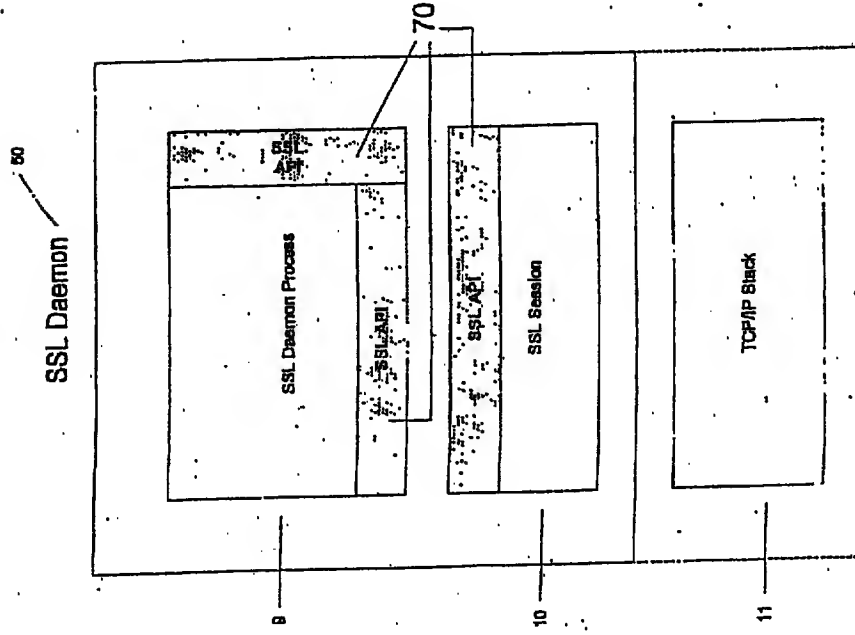 50
SSL Daemon
70
SSL
API
SSL Daemon Process
SSL API
9
SSL API
SSL Session
10
TCP/IP Stack
11